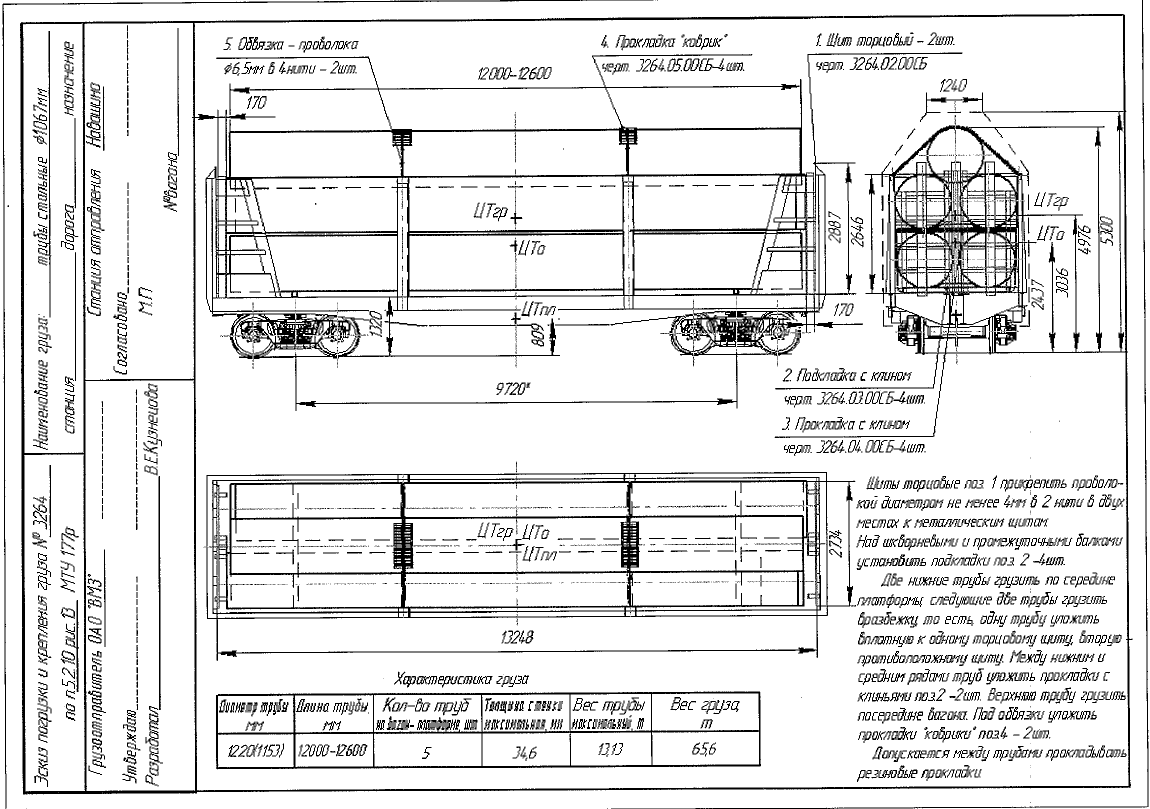 Эскиз погрузки и крепления груза № 3264
по п.5.2.10 рис.13 МТУ 177р
Грузоотправитель ОАО "ВМЗ"
Утверждаю
Разработал В.Е.Кузнецова
Наименование груза: трубы стальные ϕ1067мм
станция дорога назначение
Станция отправления Навашино
Согласовано
М.П
№вагона
5. Обвязка – проволока
ϕ6,5мм в 4нити – 2шт.
4. Прокладка "коврик"
черт. 3264.05.00СБ–4шт.
1. Щит торцовый – 2шт.
черт. 3264.02.00СБ
12000–12600
170
1240
ЦТгр
ЦТо
ЦТпл
1320
809
2887
2646
170
ЦТгр
ЦТо
2437
3036
4976
5300
9720*
2. Подкладка с клином
черт. 3264.03.00СБ–4шт.
3. Прокладка с клином
черт. 3264.04.00СБ–4шт.
ЦТгр ЦТо
ЦТпл
2734
13248
Щиты торцовые поз. 1 прикрепить проволо-
кой диаметром не менее 4мм в 2 нити в двух
местах к металлическим щитам.
Над шкворневыми и промежуточными балками
установить подкладки поз. 2 –4шт.
Две нижние трубы грузить по середине
платформы, следующие две трубы грузить
вразбежку, то есть, одну трубу уложить
вплотную к одному торцовому щиту, вторую –
противоположному щиту. Между нижним и
средним рядами труб уложить прокладки с
клиньями поз.2 –2шт. Верхнюю трубу грузить
посередине вагона. Под обвязки уложить
прокладки "коврики" поз.4 – 2шт.
Допускается между трубами прокладывать
резиновые прокладки.
Характеристика груза
Диаметр трубы мм
Длина трубы мм
Кол–во труб на вагон–платформе, шт
Толщина стенки максимальная, мм
Вес трубы максимальный, т
Вес груза, т
1220(1153) 12000–12600 5 34,6 13,13 65,6